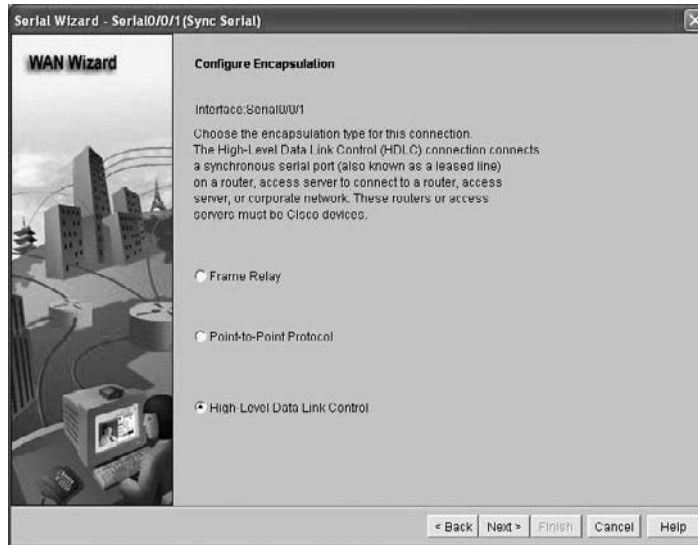 Serial Wizard - Serial0/0/1(Sync Serial)
WAN Wizard
Configure Encapsulation
Interface:Serial0/0/1
Choose the encapsulation type for this connection.
The High-Level Data Link Control (HDLC) connection connects
a synchronous serial port (also known as a leased line)
on a router, access server to connect to a router, access
server, or corporate network. These routers or access
servers must be Cisco devices.
Frame Relay
Point-to-Point Protocol
High-Level Data Link Control
< Back
Next >
Finish
Cancel
Help